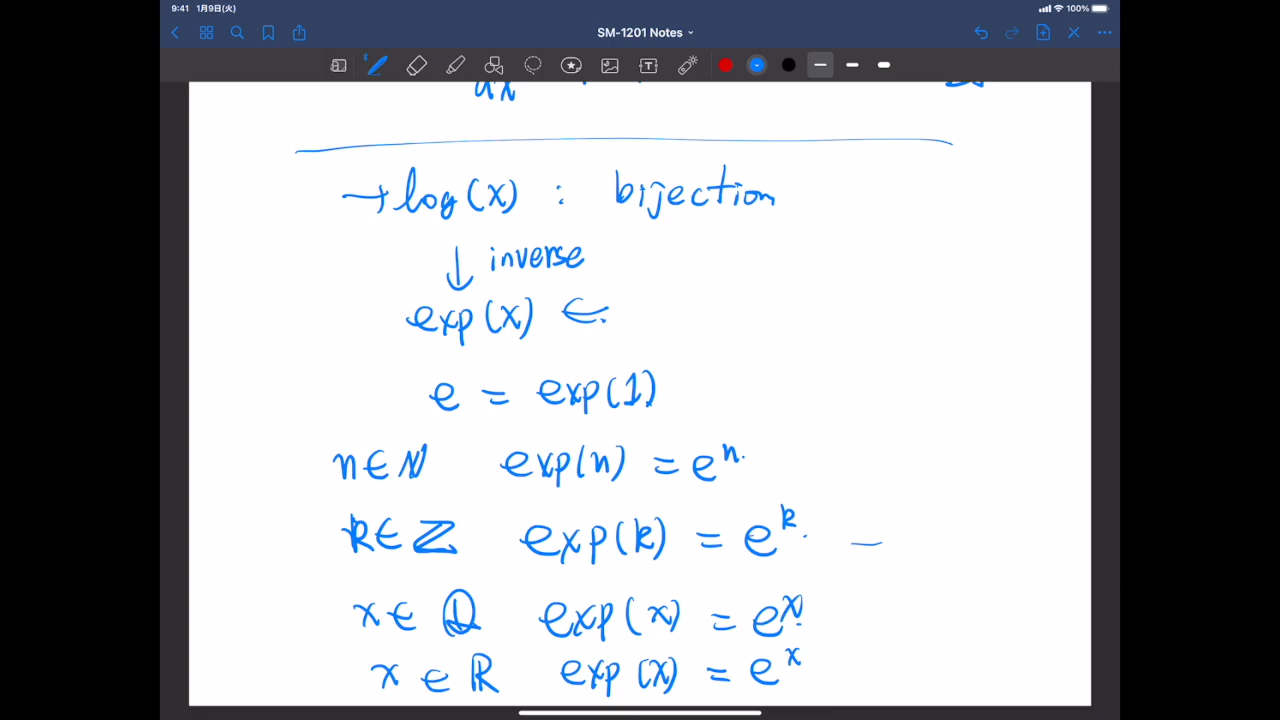 9:41 1月9日(火) 100%
SM-1201 Notes
dx
→ log(x) : bijection
↓ inverse
exp(x) ←
e = exp(1)
n∈ℕ exp(n) = eⁿ.
k∈ℤ exp(k) = eᵏ. —
x∈ℚ exp(x) = eˣ.
x∈ℝ exp(x) = eˣ